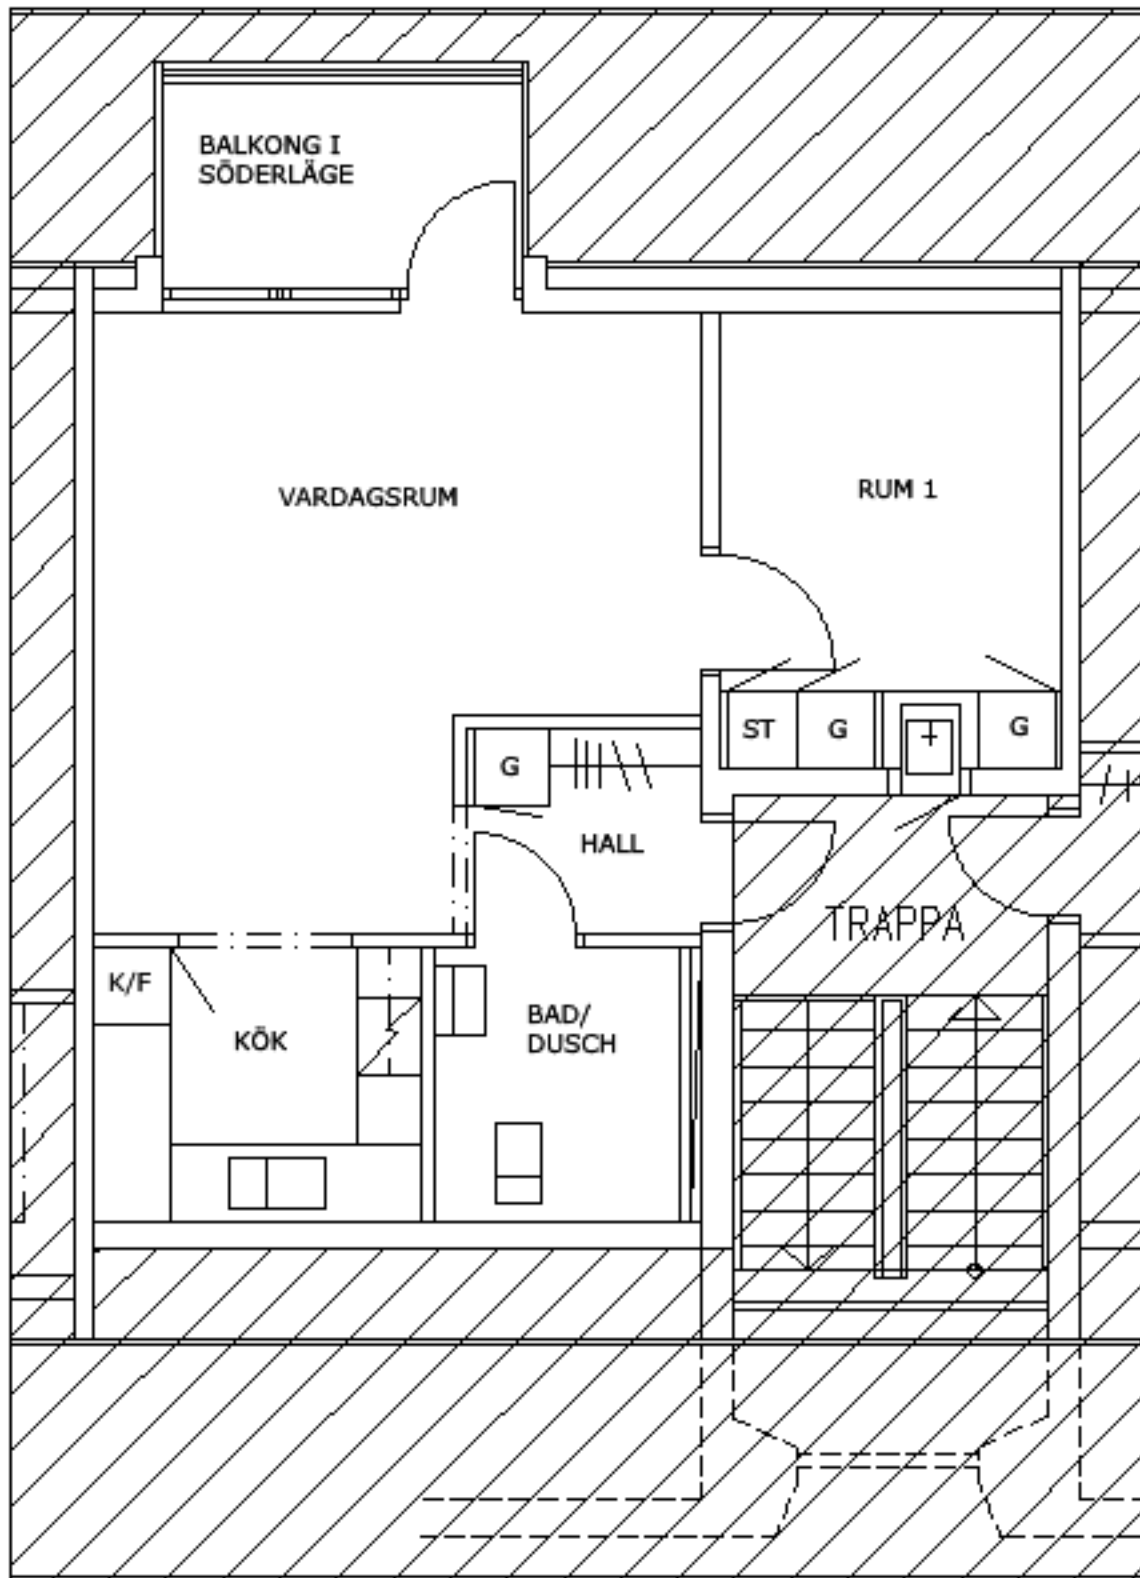 BALKONG I
SÖDERLÄGE
VARDAGSRUM
RUM 1
ST
G
G
G
HALL
TRAPPA
K/F
KÖK
BAD/
DUSCH